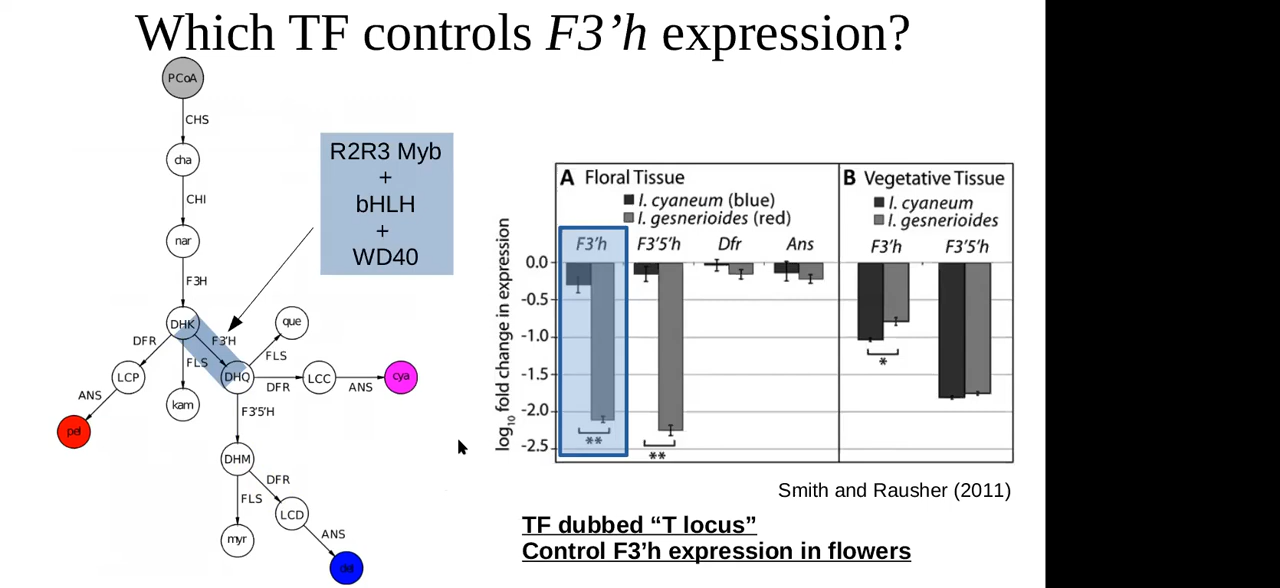 Which TF controls F3’h expression?
PCoA
CHS
cha
CHI
nar
F3H
DHK
DFR
FLS
F3'H
que
FLS
LCP
DHQ
DFR
LCC
ANS
cya
ANS
kam
pel
F3'5'H
DHM
DFR
FLS
LCD
myr
ANS
del
R2R3 Myb
+
bHLH
+
WD40
A Floral Tissue
I. cyaneum (blue)
I. gesnerioides (red)
F3'h F3'5'h Dfr Ans
B Vegetative Tissue
I. cyaneum
I. gesnerioides
F3'h F3'5'h
log10 fold change in expression
0.0
-0.5
-1.0
-1.5
-2.0
-2.5
**
**
*
Smith and Rausher (2011)
TF dubbed “T locus”
Control F3’h expression in flowers